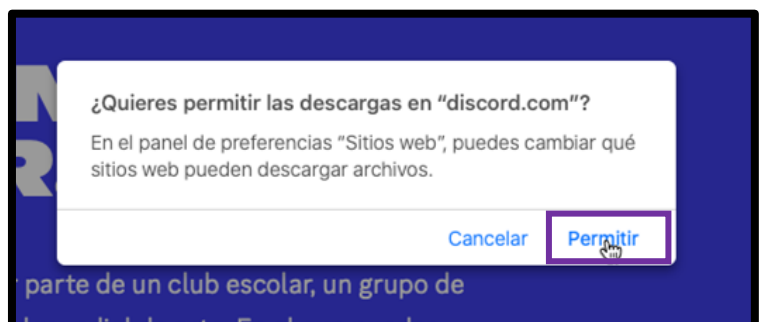 ¿Quieres permitir las descargas en “discord.com”?
En el panel de preferencias “Sitios web”, puedes cambiar qué
sitios web pueden descargar archivos.
Cancelar Permitir
parte de un club escolar, un grupo de